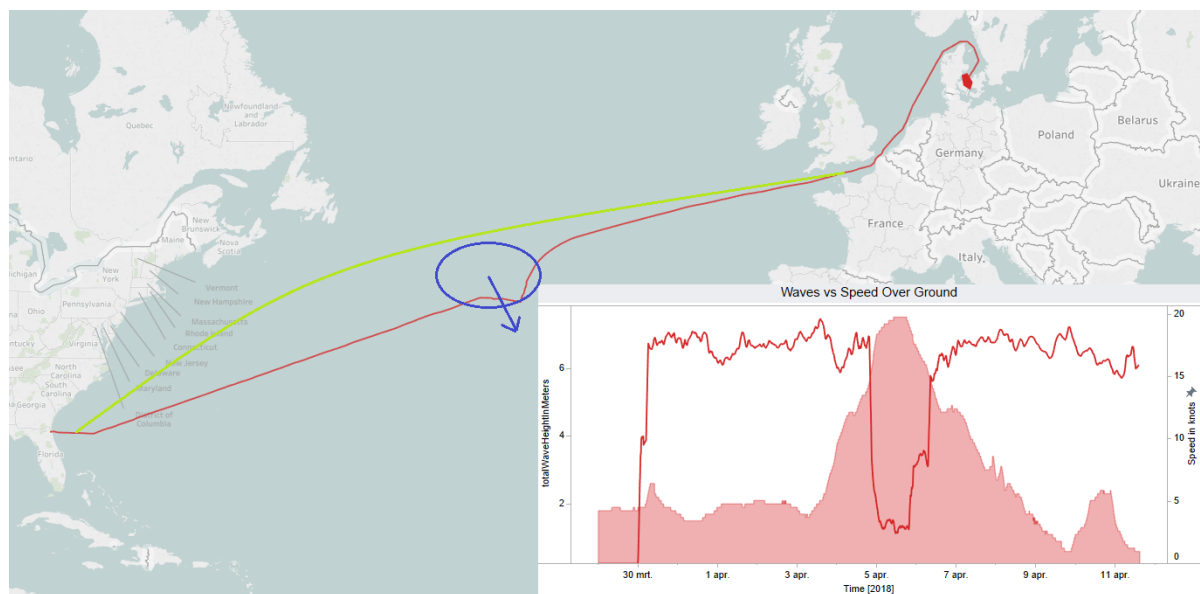 Newfoundland
and
Labrador
Quebec
Ontario
New
Brunswick
Maine
Nova
Scotia
Michigan
New
York
Vermont
New Hampshire
Pennsylvania
Massachusetts
Ohio
Rhode Island
Virginia
Connecticut
New Jersey
North
Carolina
Delaware
South
Carolina
Maryland
Georgia
District of
Columbia
Florida
Belarus
Poland
Germany
Ukraine
France
Italy
Waves vs Speed Over Ground
totalWaveHeightInMeters
6
4
2
20
15
10
5
0
Speed in knots
30 mrt.
1 apr.
3 apr.
5 apr.
7 apr.
9 apr.
11 apr.
Time [2018]